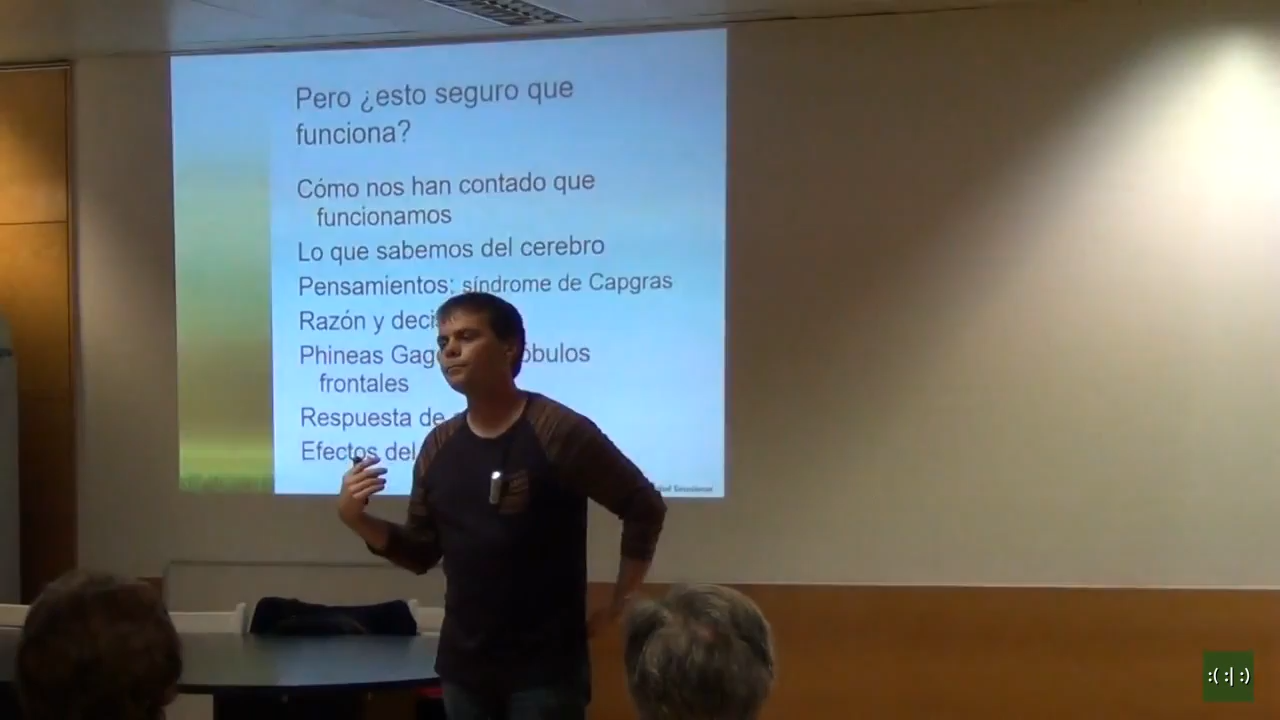 Pero ¿esto seguro que
funciona?
Cómo nos han contado que
funcionamos
Lo que sabemos del cerebro
Pensamientos: síndrome de Capgras
Razón y deci
Phineas Gag óbulos
frontales
Respuesta de
Efectos del
:( :| :)